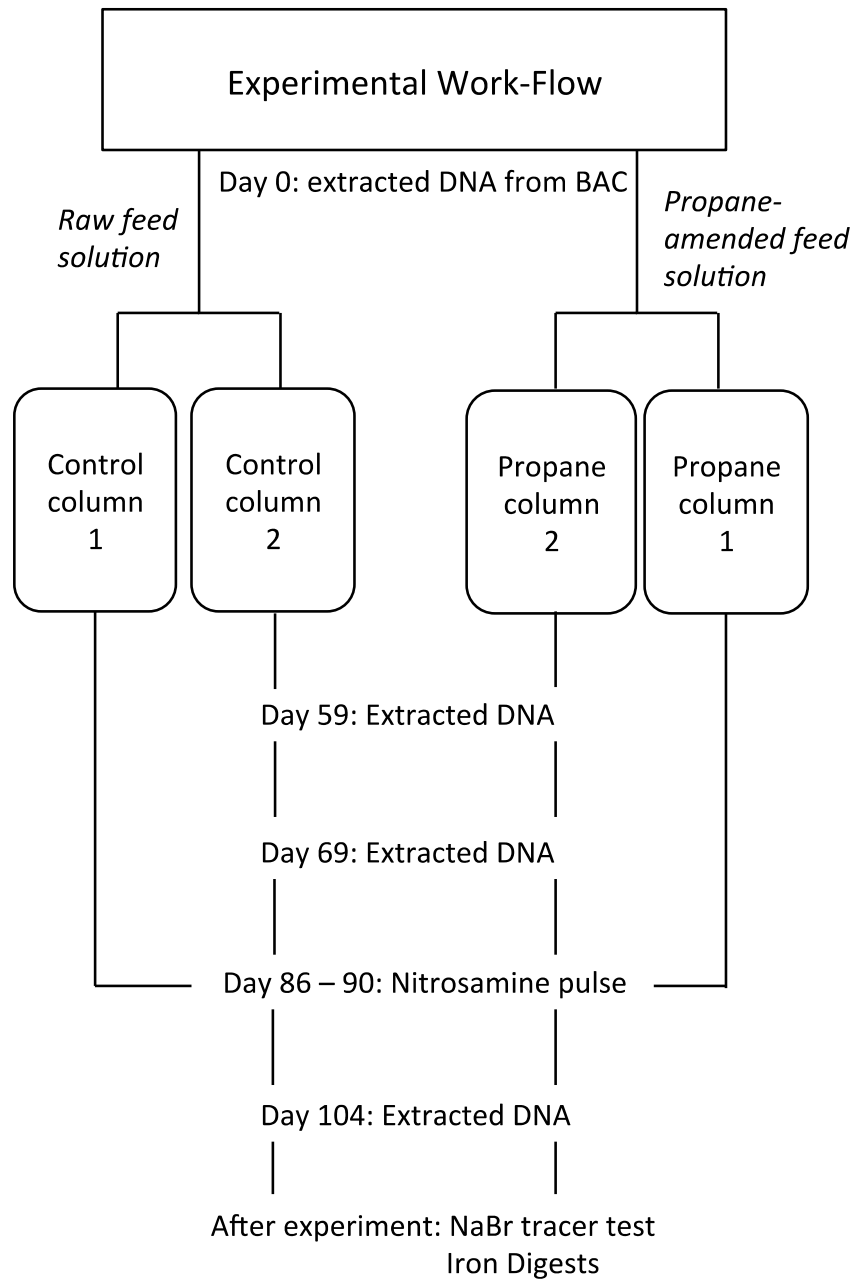 Experimental Work-Flow
Day 0: extracted DNA from BAC
Raw feed
solution
Propane-
amended feed
solution
Control
column
1
Control
column
2
Propane
column
2
Propane
column
1
Day 59: Extracted DNA
Day 69: Extracted DNA
Day 86 – 90: Nitrosamine pulse
Day 104: Extracted DNA
After experiment: NaBr tracer test
Iron Digests